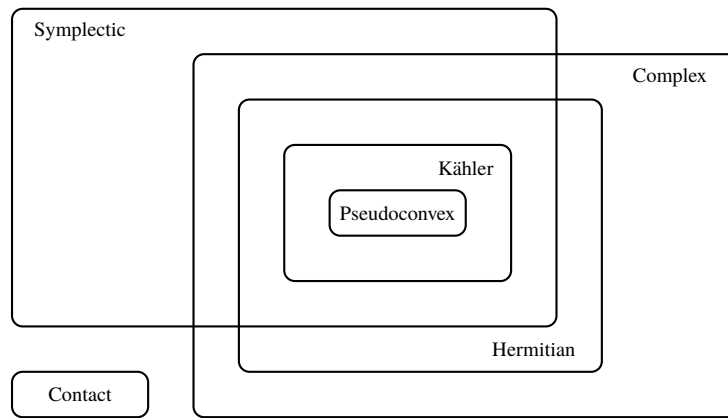 Symplectic
Complex
Kähler
Pseudoconvex
Hermitian
Contact